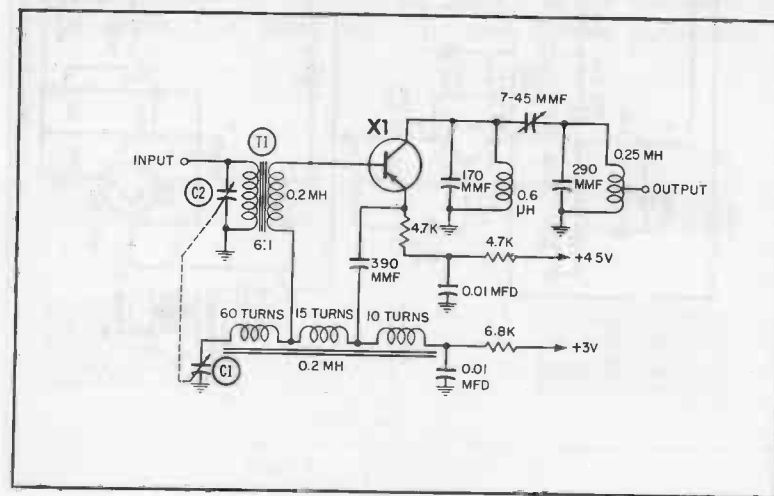 7-45 MMF
X1
T1
INPUT
C2
0.2 MH
6:1
170
MMF
0.6
μH
290
MMF
0.25 MH
OUTPUT
4.7K
390
MMF
4.7K
+4.5V
0.01 MFD
60 TURNS
15 TURNS
10 TURNS
6.8K
+3V
0.2 MH
0.01
MFD
C1